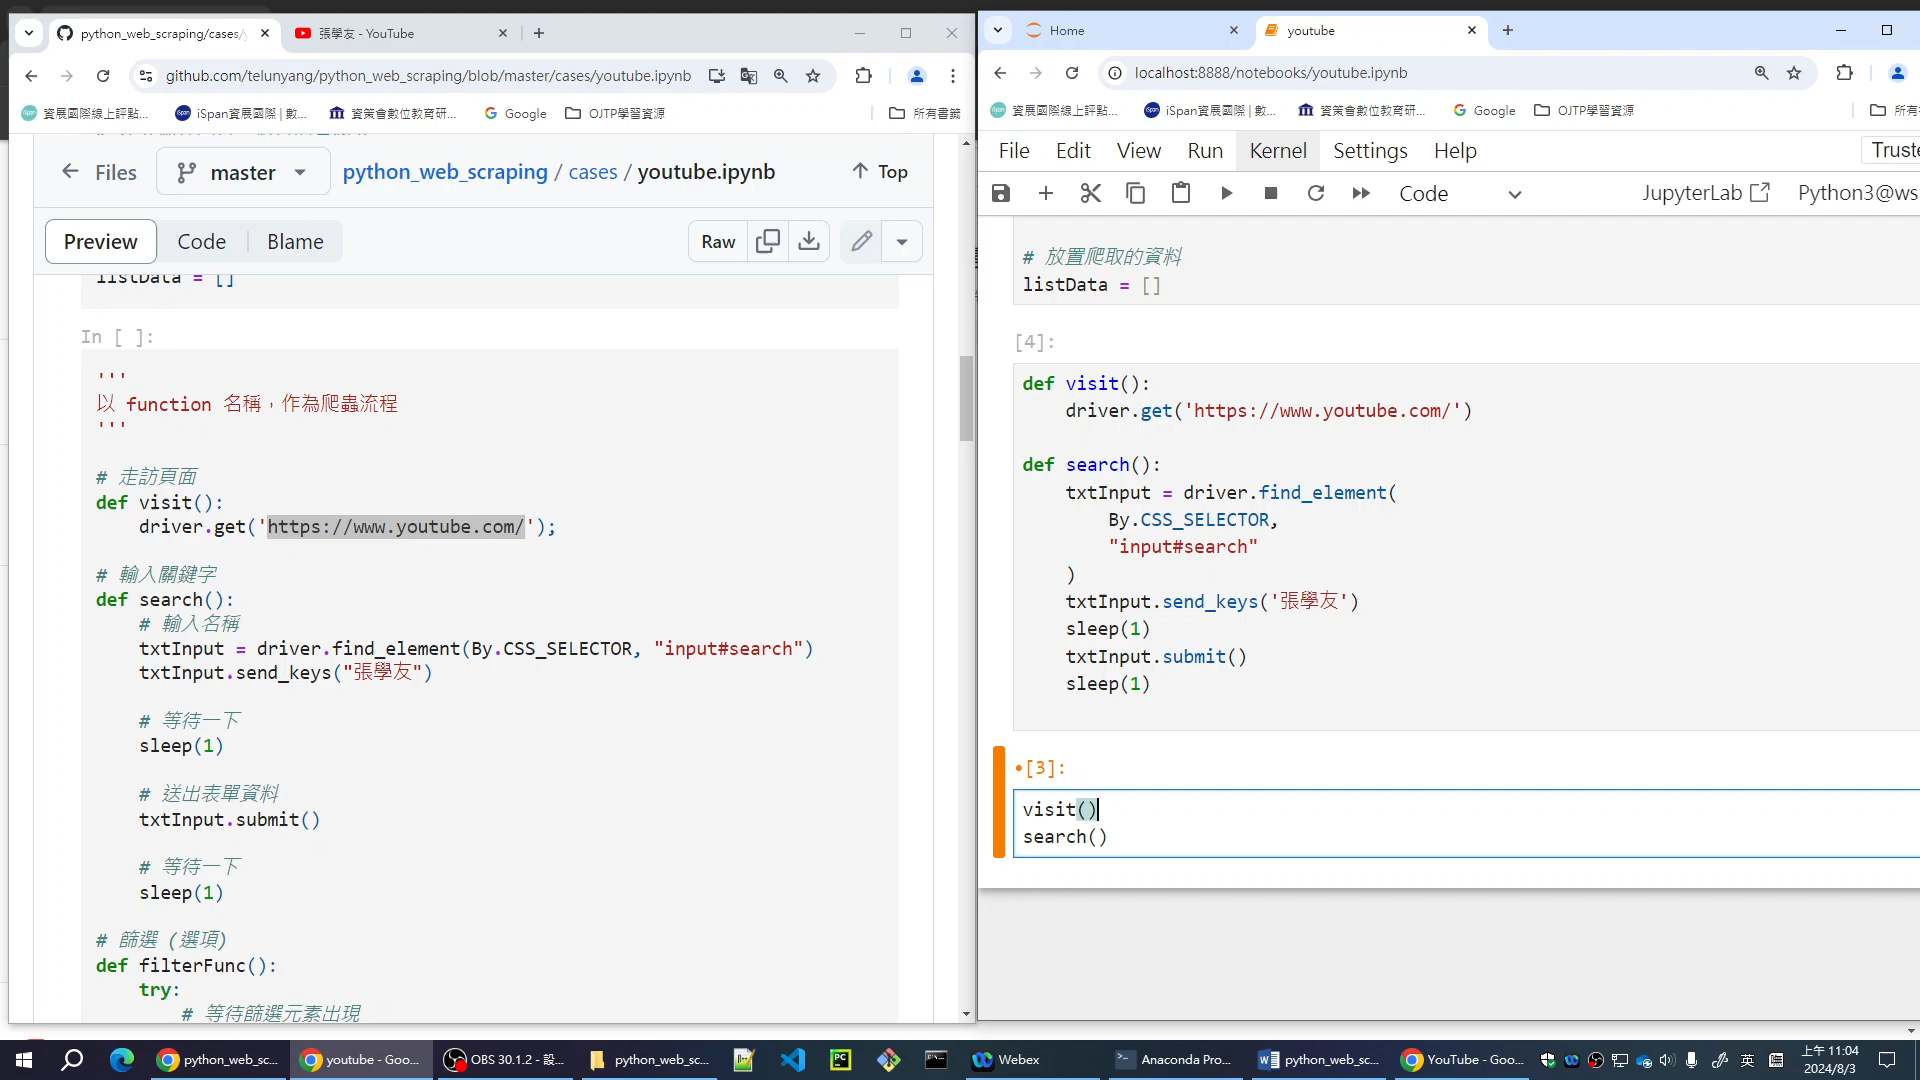 python_web_scraping/cases/y
張學友 - YouTube
github.com/telunyang/python_web_scraping/blob/master/cases/youtube.ipynb
資展國際線上評點...
iSpan資展國際 | 數...
資策會數位教育研...
Google
OJTP學習資源
所有書籤
Files
master
python_web_scraping / cases / youtube.ipynb
Top
Preview
Code
Blame
Raw
listData = []
In [ ]:
'''
以 function 名稱，作為爬蟲流程
'''
# 走訪頁面
def visit():
driver.get('https://www.youtube.com/');
# 輸入關鍵字
def search():
# 輸入名稱
txtInput = driver.find_element(By.CSS_SELECTOR, "input#search")
txtInput.send_keys("張學友")
# 等待一下
sleep(1)
# 送出表單資料
txtInput.submit()
# 等待一下
sleep(1)
# 篩選 (選項)
def filterFunc():
try:
# 等待篩選元素出現
Home
youtube
localhost:8888/notebooks/youtube.ipynb
資展國際線上評點...
iSpan資展國際 | 數...
資策會數位教育研...
Google
OJTP學習資源
所有
File
Edit
View
Run
Kernel
Settings
Help
Truste
Code
JupyterLab
Python3@ws
# 放置爬取的資料
listData = []
[4]:
def visit():
driver.get('https://www.youtube.com/')
def search():
txtInput = driver.find_element(
By.CSS_SELECTOR,
"input#search"
)
txtInput.send_keys('張學友')
sleep(1)
txtInput.submit()
sleep(1)
•[3]:
visit()
search()
python_web_sc...
youtube - Goo...
OBS 30.1.2 - 設...
python_web_sc...
Webex
Anaconda Pro...
python_web_sc...
YouTube - Goo...
英
上午 11:04
2024/8/3